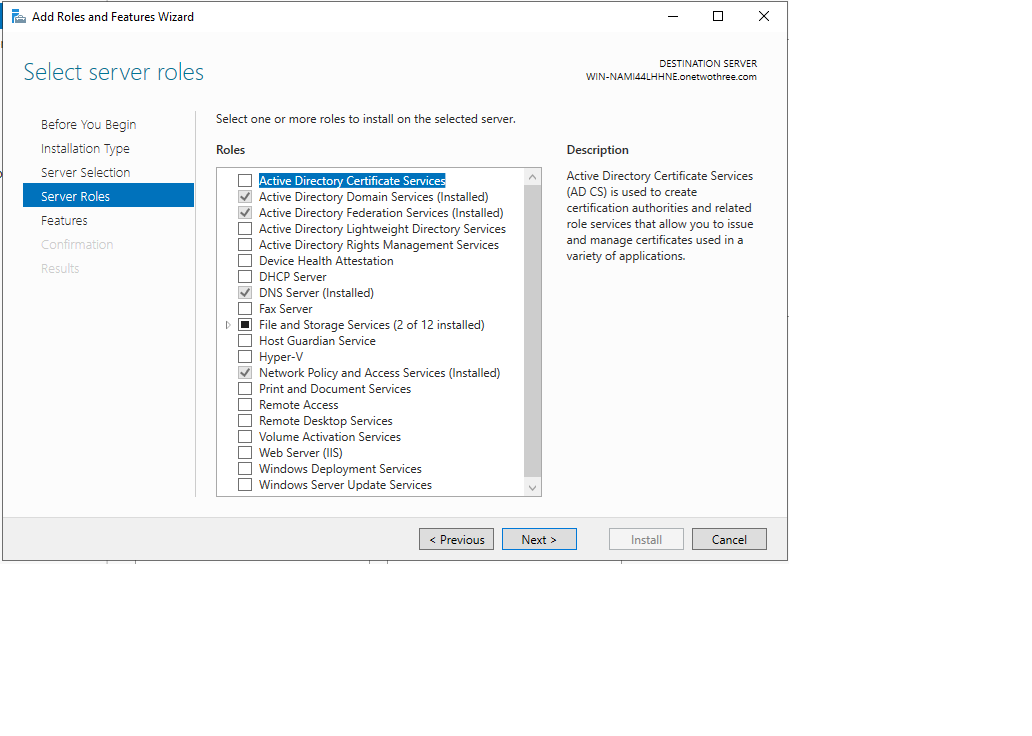 Add Roles and Features Wizard
Select server roles
DESTINATION SERVER
WIN-NAMI44LHHNE.onetwothree.com
Before You Begin
Installation Type
Server Selection
Server Roles
Features
Confirmation
Results
Select one or more roles to install on the selected server.
Roles
Active Directory Certificate Services
Active Directory Domain Services (Installed)
Active Directory Federation Services (Installed)
Active Directory Lightweight Directory Services
Active Directory Rights Management Services
Device Health Attestation
DHCP Server
DNS Server (Installed)
Fax Server
File and Storage Services (2 of 12 installed)
Host Guardian Service
Hyper-V
Network Policy and Access Services (Installed)
Print and Document Services
Remote Access
Remote Desktop Services
Volume Activation Services
Web Server (IIS)
Windows Deployment Services
Windows Server Update Services
Description
Active Directory Certificate Services
(AD CS) is used to create
certification authorities and related
role services that allow you to issue
and manage certificates used in a
variety of applications.
< Previous
Next >
Install
Cancel